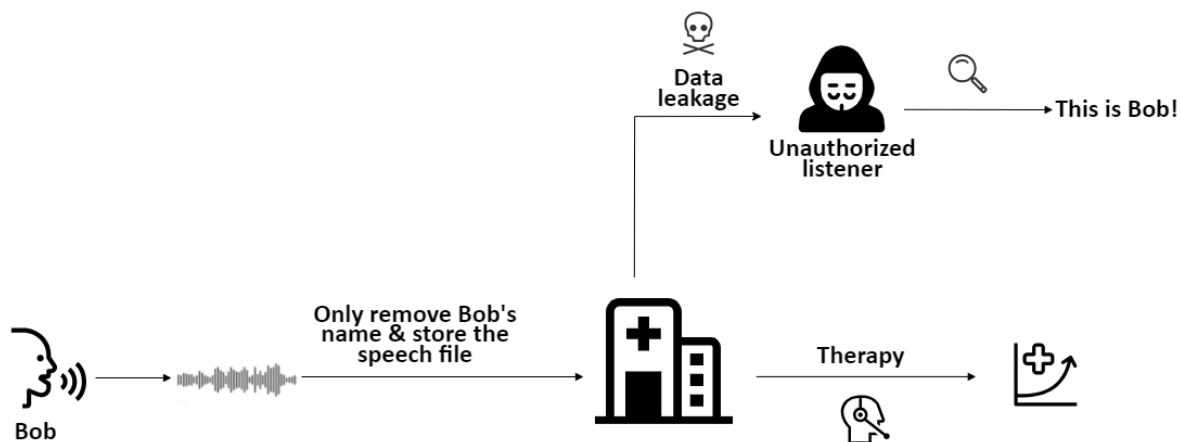 Data
leakage
This is Bob!
Unauthorized
listener
Only remove Bob's
name & store the
speech file
Therapy
Bob